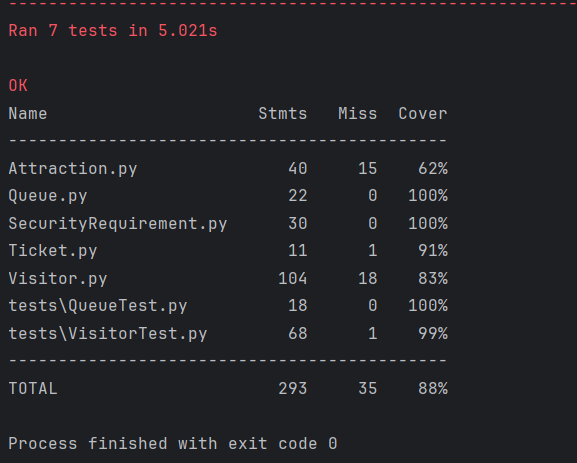 ----------------------------------------------------------------------
Ran 7 tests in 5.021s
OK
Name                     Stmts   Miss  Cover
--------------------------------------------
Attraction.py               40     15    62%
Queue.py                    22      0   100%
SecurityRequirement.py      30      0   100%
Ticket.py                   11      1    91%
Visitor.py                 104     18    83%
tests\QueueTest.py          18      0   100%
tests\VisitorTest.py        68      1    99%
--------------------------------------------
TOTAL                      293     35    88%
Process finished with exit code 0